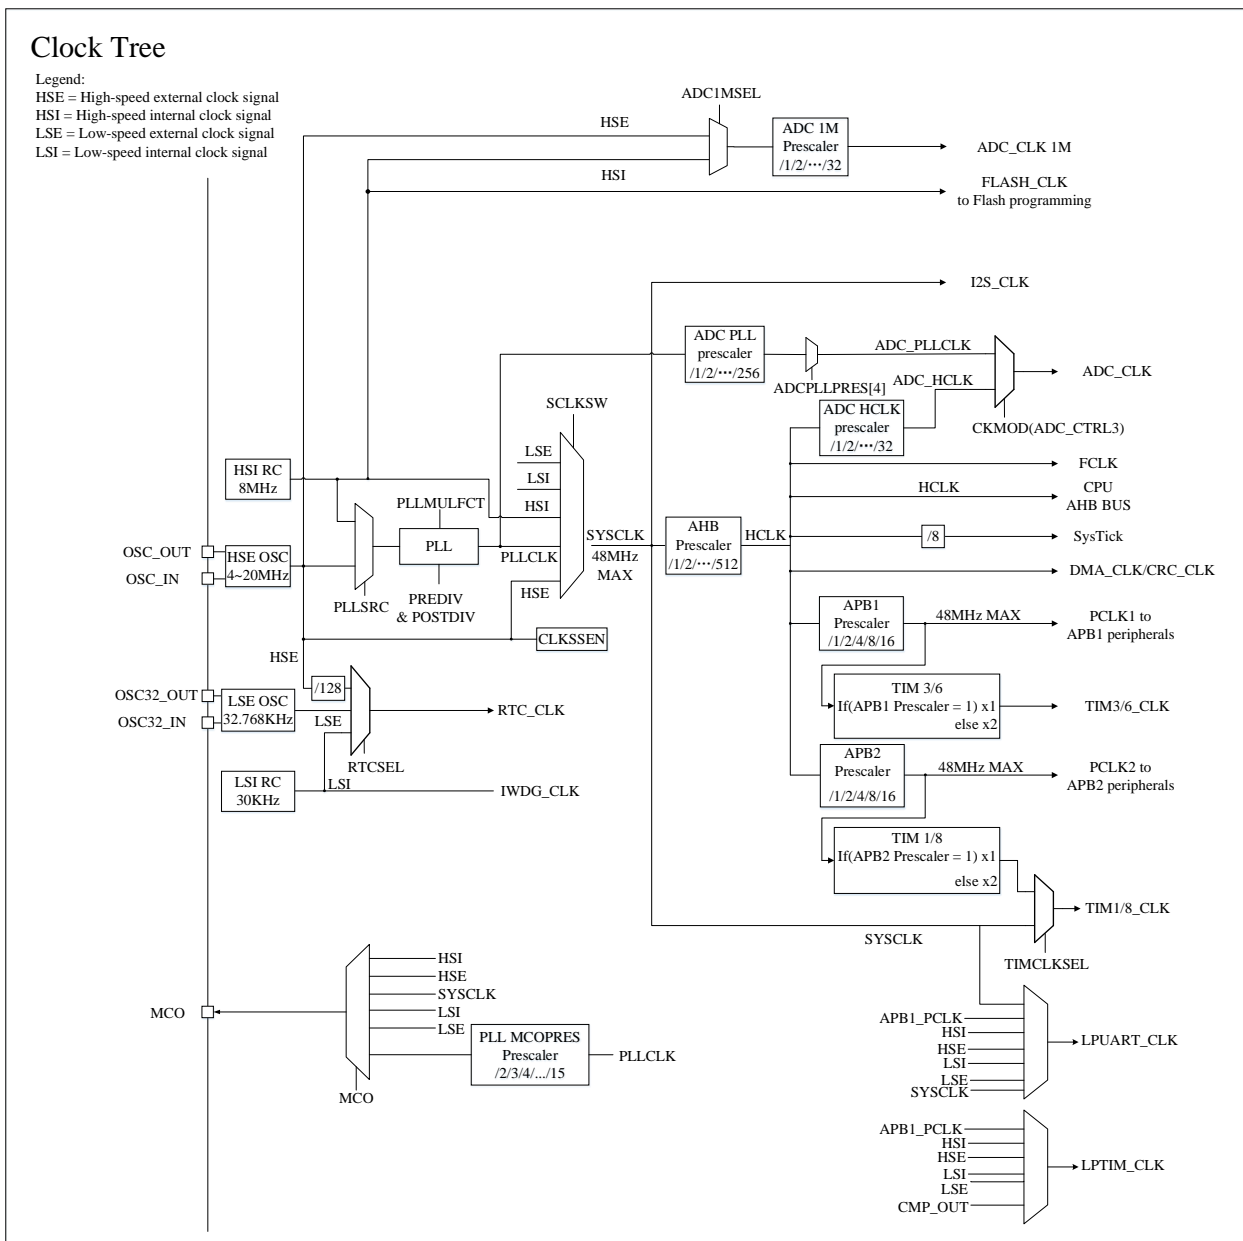 Clock Tree
Legend:
HSE = High-speed external clock signal
HSI = High-speed internal clock signal
LSE = Low-speed external clock signal
LSI = Low-speed internal clock signal
ADC1MSEL
HSE
ADC 1M
Prescaler
/1/2/···/32
ADC_CLK 1M
HSI
FLASH_CLK
to Flash programming
I2S_CLK
ADC PLL
prescaler
/1/2/···/256
ADC_PLLCLK
ADCPLLPRES[4]
ADC_HCLK
ADC_CLK
CKMOD(ADC_CTRL3)
ADC HCLK
prescaler
/1/2/···/32
SCLKSW
LSE
LSI
HSI
HSI RC
8MHz
PLLMULFCT
PLL
PLLCLK
HSE
SYSCLK
48MHz
MAX
AHB
Prescaler
/1/2/···/512
HCLK
FCLK
HCLK
CPU
AHB BUS
/8
SysTick
DMA_CLK/CRC_CLK
OSC_OUT
OSC_IN
HSE OSC
4~20MHz
PLLSRC
PREDIV
& POSTDIV
CLKSSEN
HSE
APB1
Prescaler
/1/2/4/8/16
48MHz MAX
PCLK1 to
APB1 peripherals
OSC32_OUT
OSC32_IN
LSE OSC
32.768KHz
/128
LSE
RTC_CLK
RTCSEL
TIM 3/6
If(APB1 Prescaler = 1) x1
else x2
TIM3/6_CLK
LSI RC
30KHz
LSI
IWDG_CLK
APB2
Prescaler
/1/2/4/8/16
48MHz MAX
PCLK2 to
APB2 peripherals
TIM 1/8
If(APB2 Prescaler = 1) x1
else x2
TIM1/8_CLK
SYSCLK
TIMCLKSEL
MCO
HSI
HSE
SYSCLK
LSI
LSE
PLL MCOPRES
Prescaler
/2/3/4/.../15
PLLCLK
MCO
APB1_PCLK
HSI
HSE
LSI
LSE
SYSCLK
LPUART_CLK
APB1_PCLK
HSI
HSE
LSI
LSE
CMP_OUT
LPTIM_CLK